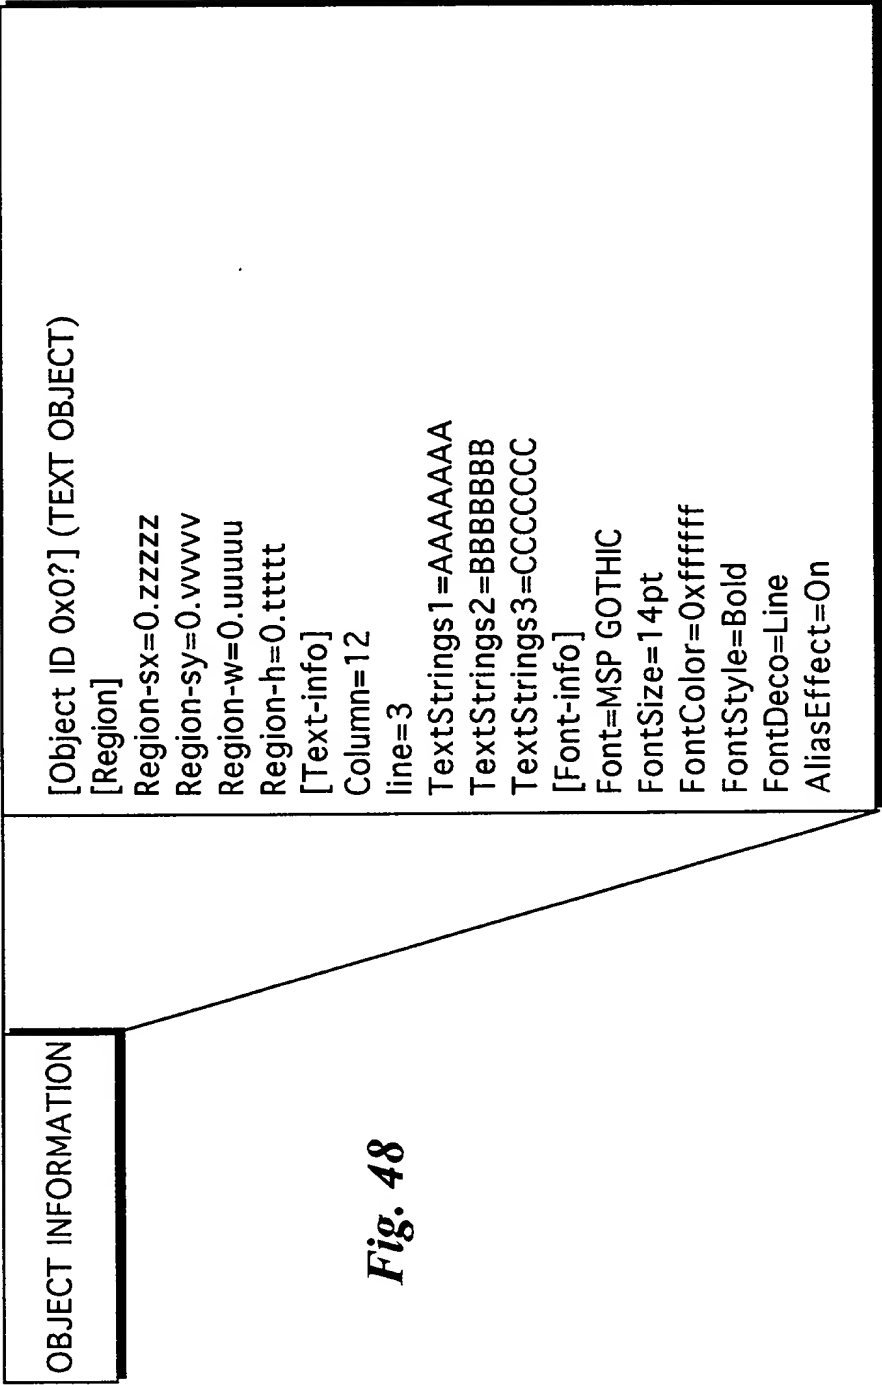 OBJECT INFORMATION
[Object ID 0x0?] (TEXT OBJECT)
[Region]
Region-sx=0.zzzzz
Region-sy=0.vvvvv
Region-w=0.uuuuu
Region-h=0.ttttt
[Text-info]
Column=12
line=3
TextStrings1=AAAAAAA
TextStrings2=BBBBBBB
TextStrings3=CCCCCCC
[Font-info]
Font=MSP GOTHIC
FontSize=14pt
FontColor=0xffffff
FontStyle=Bold
FontDeco=Line
AliasEffect=On
Fig. 48